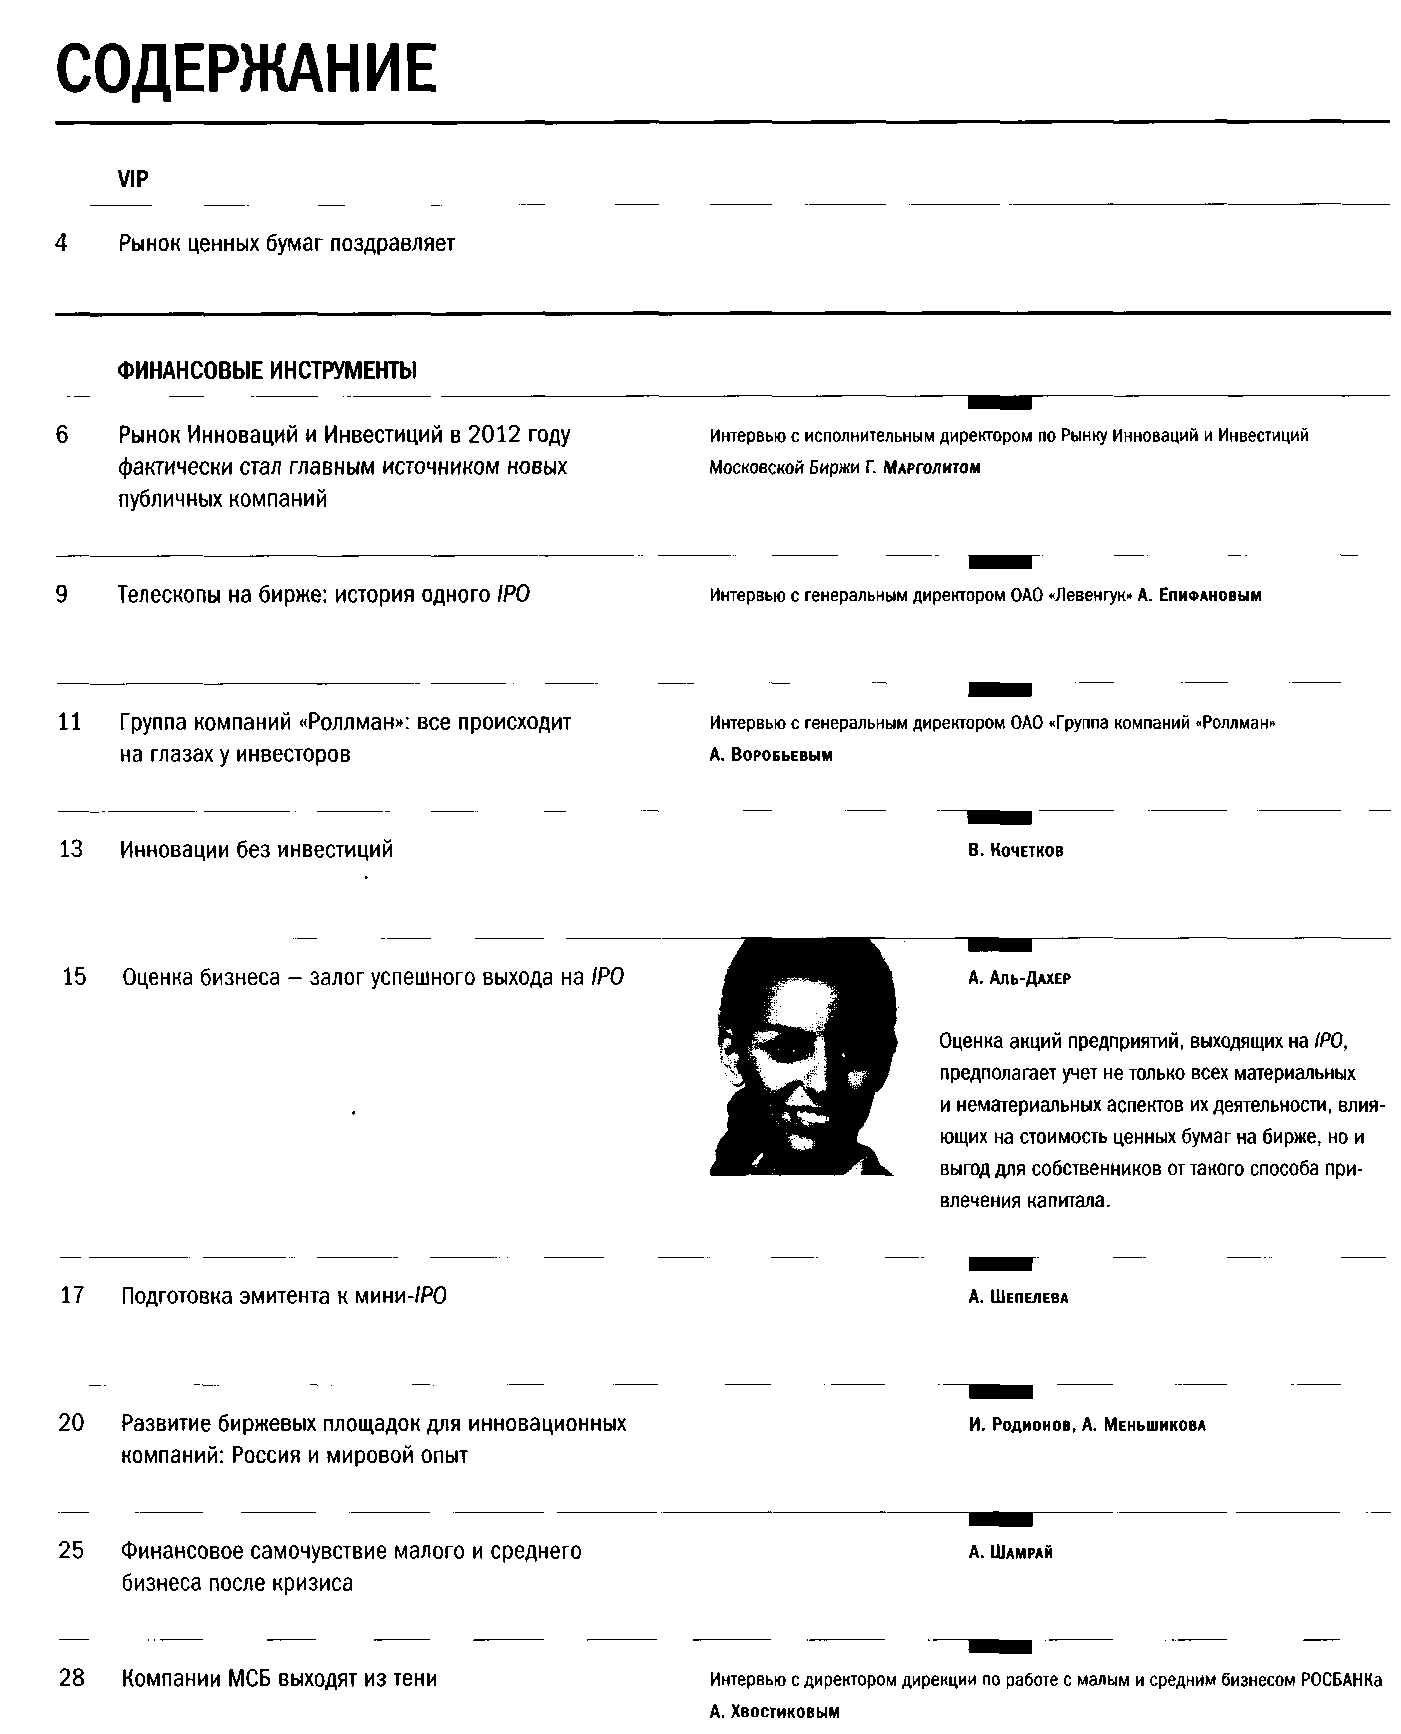 СОДЕРЖАНИЕ
VIP
4 Рынок ценных бумаг поздравляет
ФИНАНСОВЫЕ ИНСТРУМЕНТЫ
6 Рынок Инноваций и Инвестиций в 2012 году
фактически стал главным источником новых
публичных компаний
Интервью с исполнительным директором по Рынку Инноваций и Инвестиций
Московской Биржи Г. Марголитом
9 Телескопы на бирже: история одного IPO
Интервью с генеральным директором ОАО «Левенгук» А. Епифановым
11 Группа компаний «Роллман»: все происходит
на глазах у инвесторов
Интервью с генеральным директором ОАО «Группа компаний «Роллман»
А. Воробьевым
13 Инновации без инвестиций
В. Кочетков
15 Оценка бизнеса – залог успешного выхода на IPO
А. Аль-Дахер
Оценка акций предприятий, выходящих на IPO,
предполагает учет не только всех материальных
и нематериальных аспектов их деятельности, влия-
ющих на стоимость ценных бумаг на бирже, но и
выгод для собственников от такого способа при-
влечения капитала.
17 Подготовка эмитента к мини-IPO
А. Шепелева
20 Развитие биржевых площадок для инновационных
компаний: Россия и мировой опыт
И. Родионов, А. Меньшикова
25 Финансовое самочувствие малого и среднего
бизнеса после кризиса
А. Шамрай
28 Компании МСБ выходят из тени
Интервью с директором дирекции по работе с малым и средним бизнесом РОСБАНКа
А. Хвостиковым